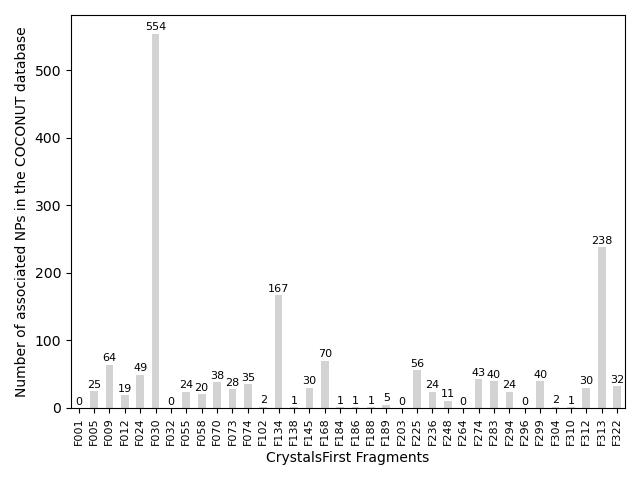 Number of associated NPs in the COCONUT database
500
400
300
200
100
0
0 25 64 19 49 554 0 24 20 38 28 35 2 167 1 30 70 1 1 1 5 0 56 24 11 0 43 40 24 0 40 2 1 30 238 32
F001 F005 F009 F012 F024 F030 F032 F055 F058 F070 F073 F074 F102 F134 F138 F145 F168 F184 F186 F188 F189 F203 F225 F236 F248 F264 F274 F283 F294 F296 F299 F304 F310 F312 F313 F322
CrystalsFirst Fragments